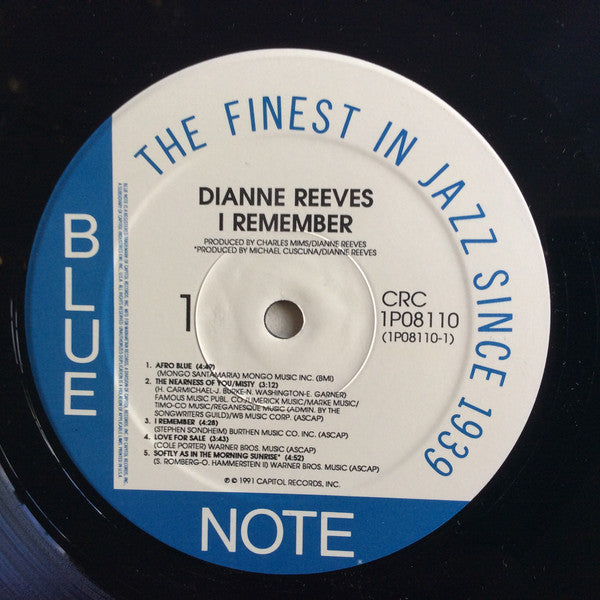 THE FINEST IN JAZZ SINCE 1939
BLUE
NOTE
DIANNE REEVES
I REMEMBER
PRODUCED BY CHARLES MIMS/DIANNE REEVES
*PRODUCED BY MICHAEL CUSCUNA/DIANNE REEVES
1
CRC
1P08110
(1P08110-1)
1. AFRO BLUE (4:49)
(MONGO SANTAMARIA) MONGO MUSIC INC. (BMI)
2. THE NEARNESS OF YOU/MISTY (3:12)
(H. CARMICHAEL-J. BURKE-N. WASHINGTON-E. GARNER)
FAMOUS MUSIC PUBL. CO./LIMERICK MUSIC/MARKE MUSIC/
TIMO-CO MUSIC/REGANESQUE MUSIC (ADMIN. BY THE
SONGWRITERS GUILD)/WB MUSIC CORP. (ASCAP)
3. I REMEMBER (4:28)
(STEPHEN SONDHEIM) BURTHEN MUSIC CO. INC. (ASCAP)
4. LOVE FOR SALE (3:43)
(COLE PORTER) WARNER BROS. MUSIC (ASCAP)
5. SOFTLY AS IN THE MORNING SUNRISE* (4:52)
(S. ROMBERG-O. HAMMERSTEIN II) WARNER BROS. MUSIC (ASCAP)
℗ © 1991 CAPITOL RECORDS, INC.